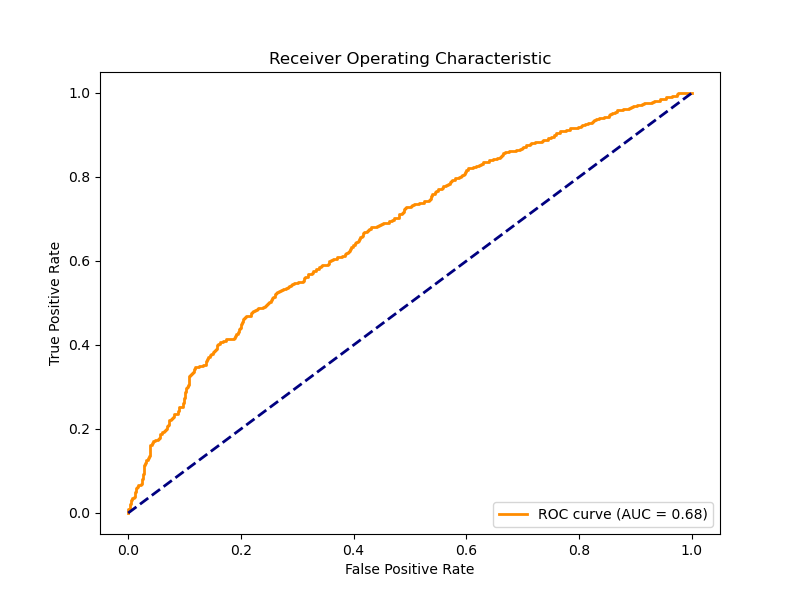 Receiver Operating Characteristic
True Positive Rate
1.0
0.8
0.6
0.4
0.2
0.0
ROC curve (AUC = 0.68)
0.0 0.2 0.4 0.6 0.8 1.0
False Positive Rate